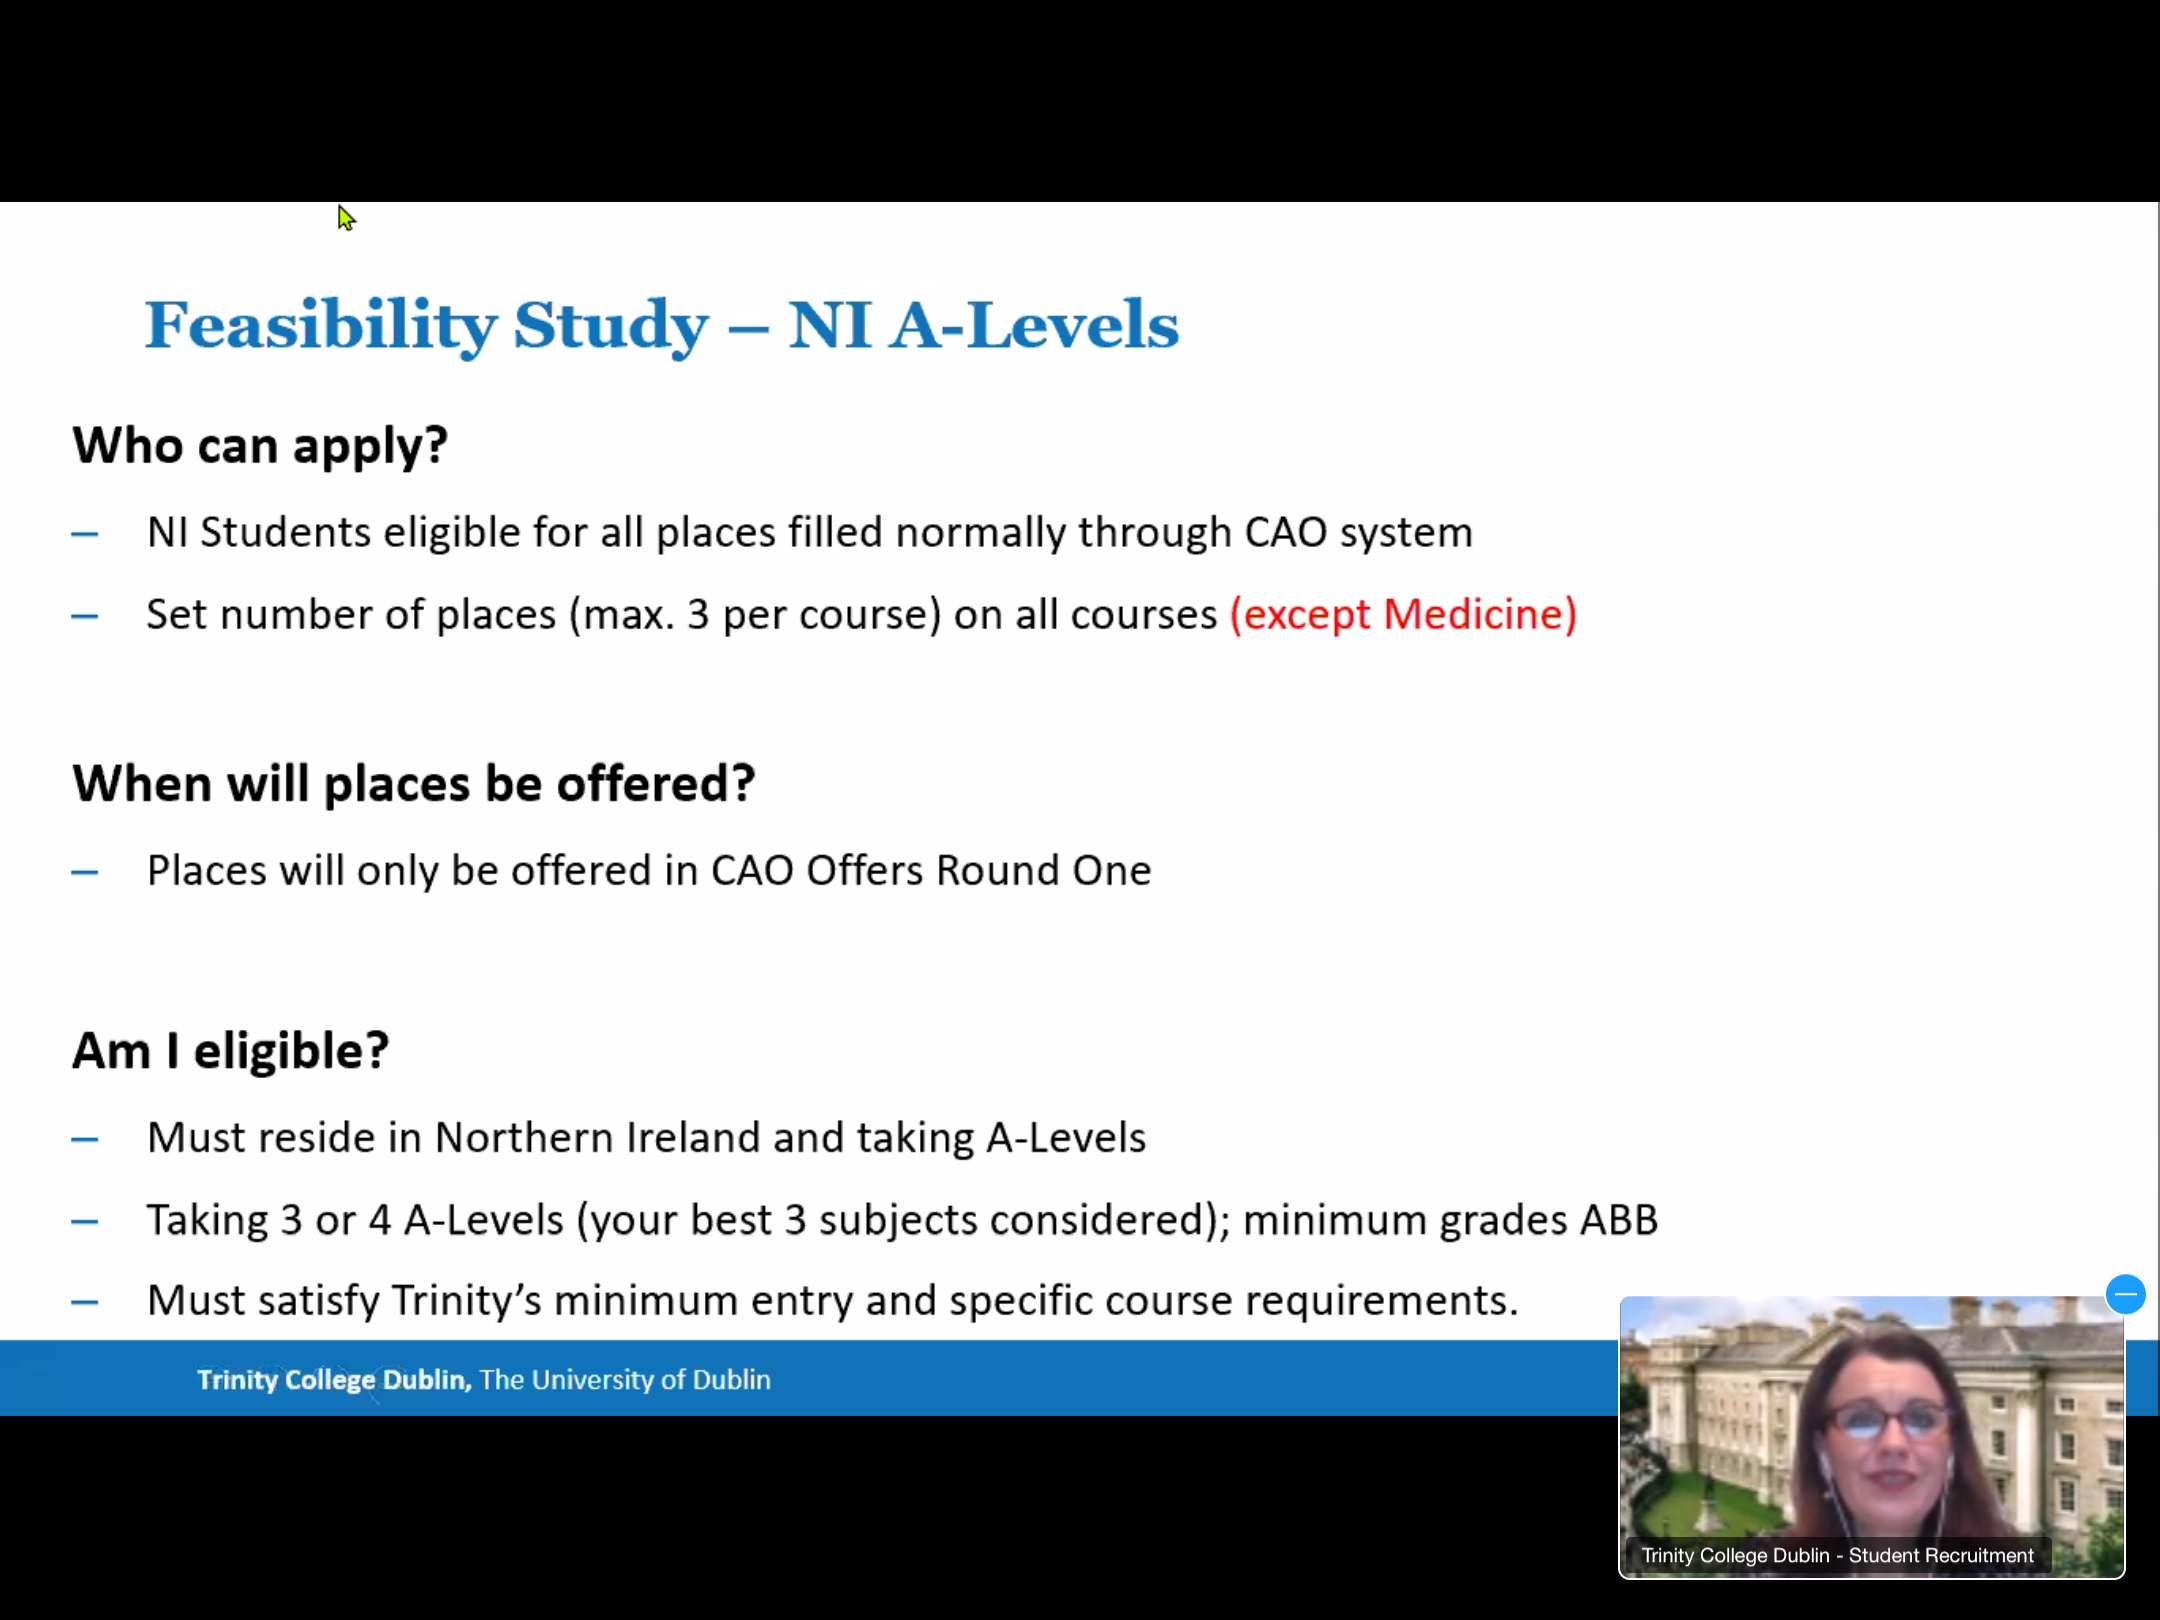 Feasibility Study – NI A-Levels
Who can apply?
– NI Students eligible for all places filled normally through CAO system
– Set number of places (max. 3 per course) on all courses (except Medicine)
When will places be offered?
– Places will only be offered in CAO Offers Round One
Am I eligible?
– Must reside in Northern Ireland and taking A-Levels
– Taking 3 or 4 A-Levels (your best 3 subjects considered); minimum grades ABB
– Must satisfy Trinity’s minimum entry and specific course requirements.
Trinity College Dublin, The University of Dublin
Trinity College Dublin - Student Recruitment